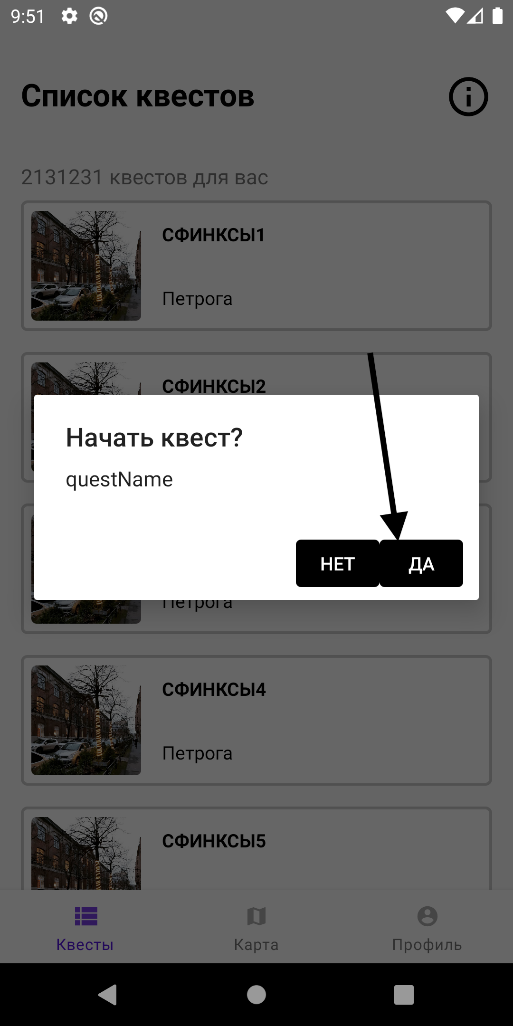 9:51
Список квестов
2131231 квестов для вас
СФИНКСЫ1
Петрога
СФИНКСЫ2
Начать квест?
questName
НЕТ ДА
Петрога
СФИНКСЫ4
Петрога
СФИНКСЫ5
Квесты Карта Профиль